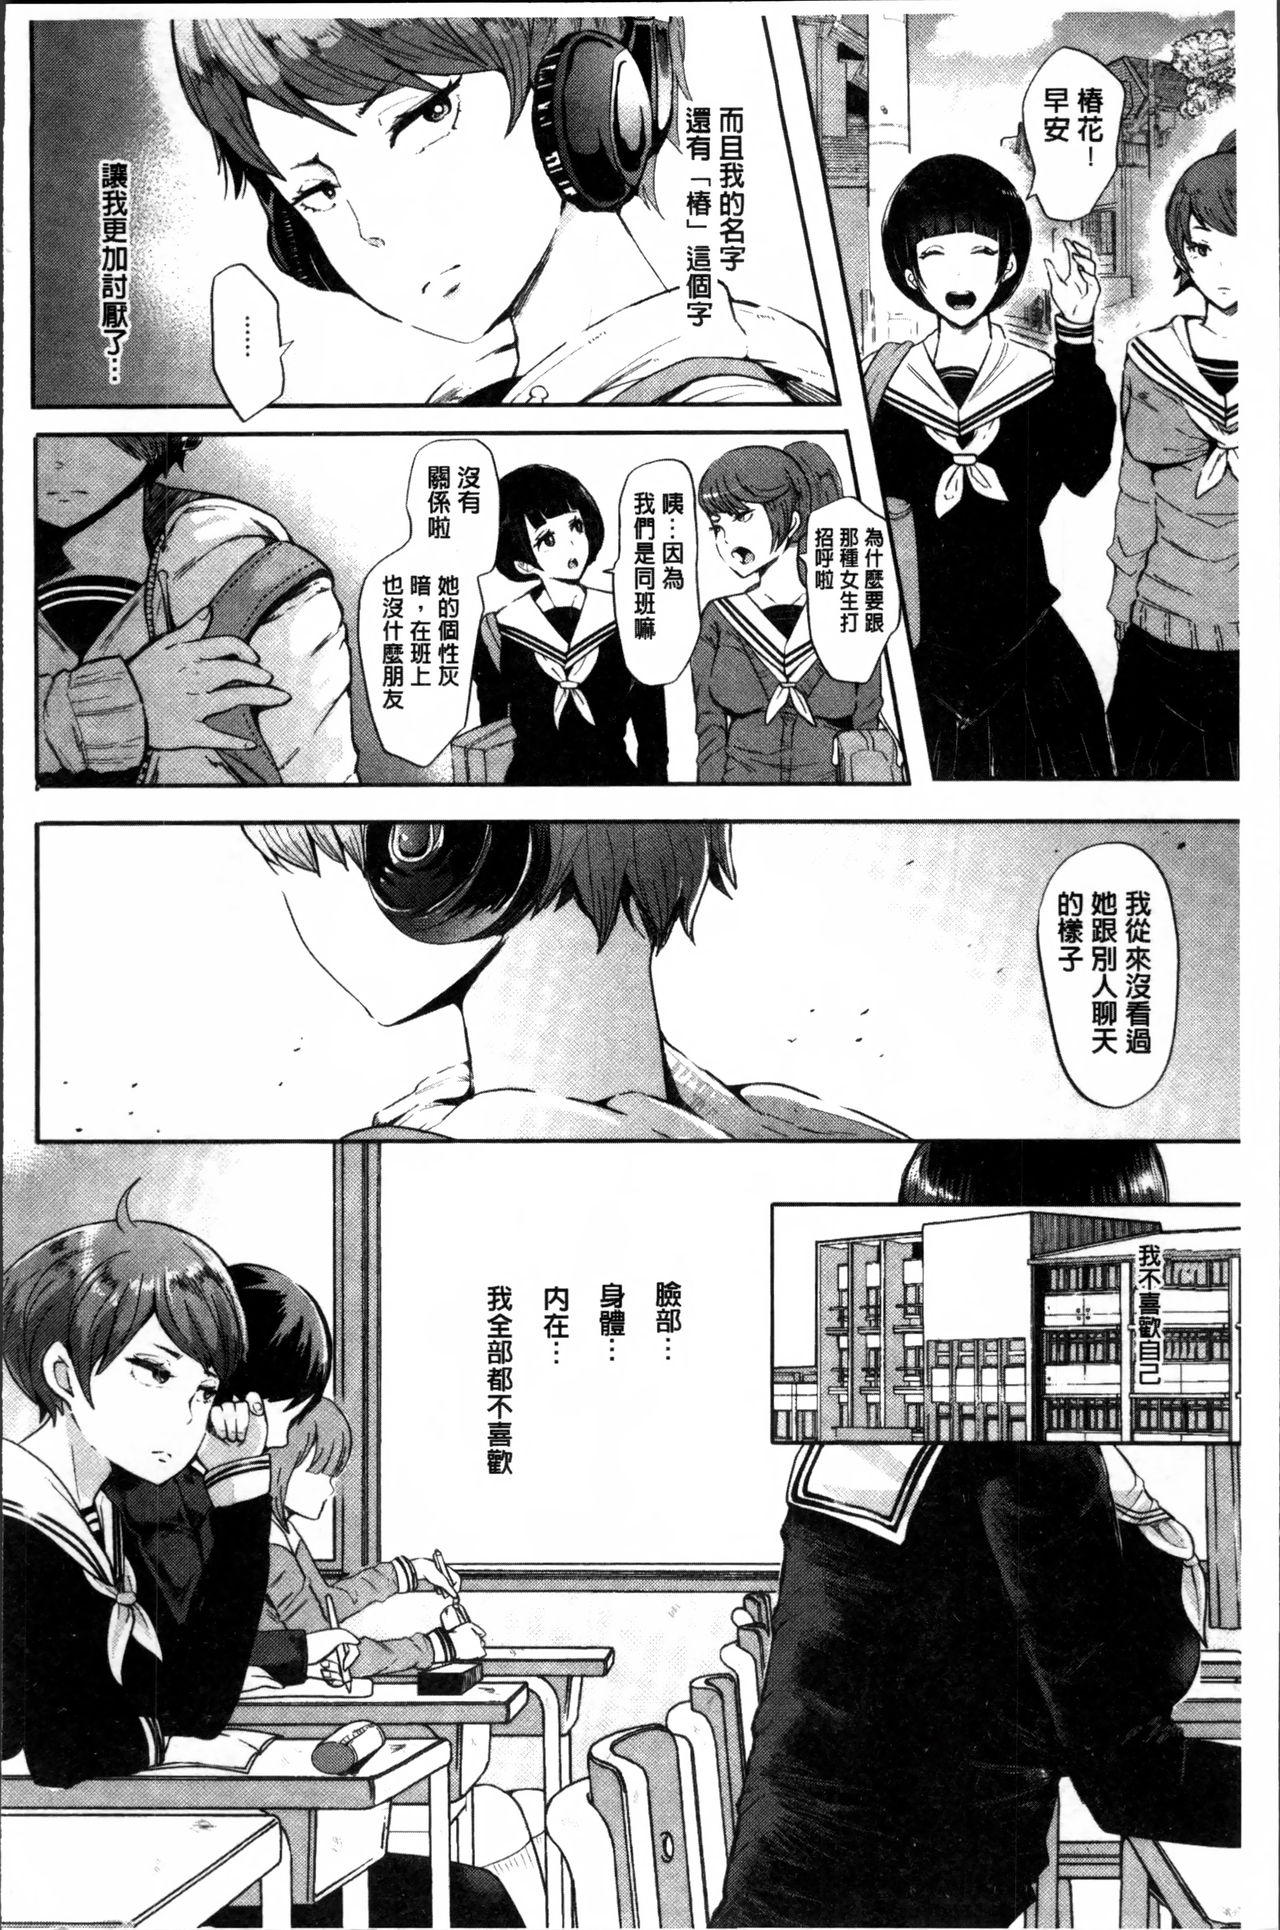 椿花！
早安
而且我的名字
還有「椿」這個字
………
讓我更加討厭了…
為什麼要跟
那種女生打
招呼啦
咦…因為
我們是同班嘛
沒有
關係啦
她的個性灰
暗，在班上
也沒什麼朋友
我從來沒看過
她跟別人聊天
的樣子
我不喜歡自己
臉部…
身體…
內在…
我全部都不喜歡